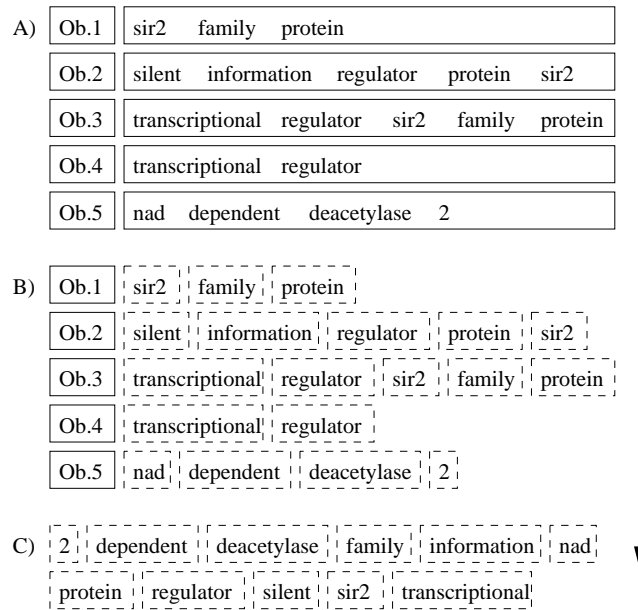 A) Ob.1 sir2 family protein
Ob.2 silent information regulator protein sir2
Ob.3 transcriptional regulator sir2 family protein
Ob.4 transcriptional regulator
Ob.5 nad dependent deacetylase 2
B) Ob.1 sir2 family protein
Ob.2 silent information regulator protein sir2
Ob.3 transcriptional regulator sir2 family protein
Ob.4 transcriptional regulator
Ob.5 nad dependent deacetylase 2
C) 2 dependent deacetylase family information nad
protein regulator silent sir2 transcriptional